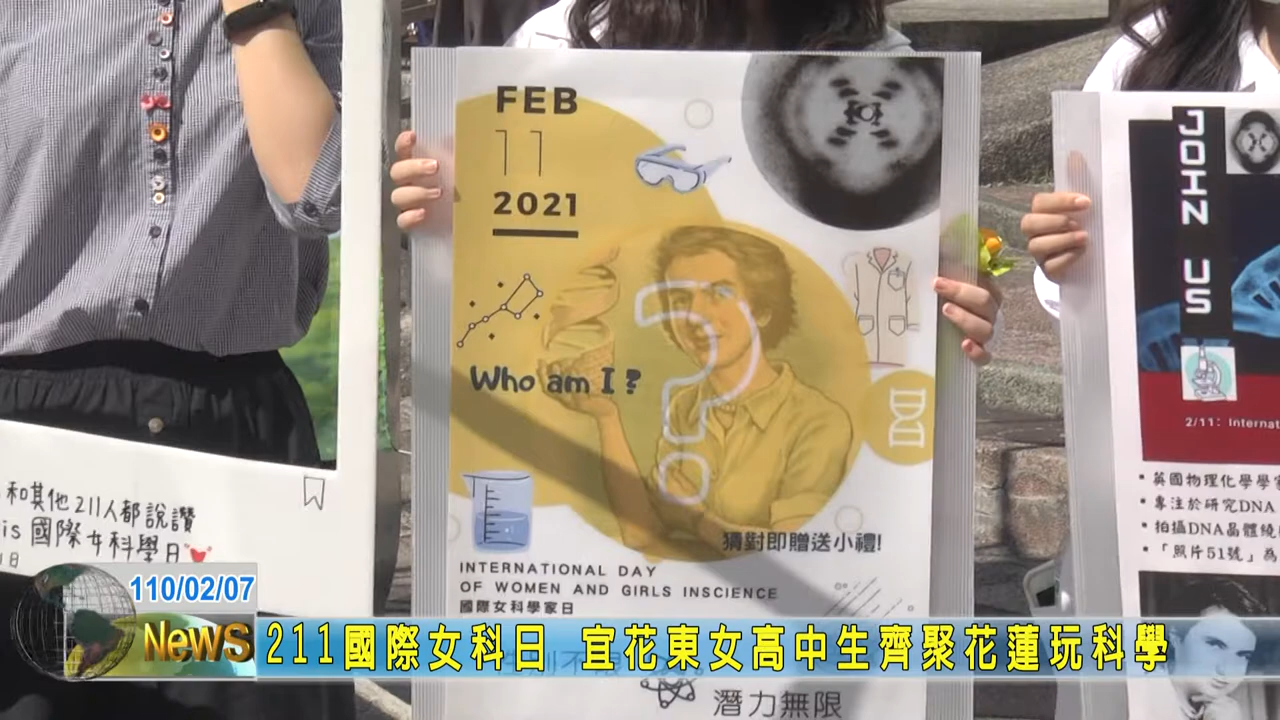 FEB
11
2021
Who am I?
猜對即贈送小禮!
INTERNATIONAL DAY
OF WOMEN AND GIRLS INSCIENCE
國際女科學家日
潛力無限
JOIN US
2/11: Internat
• 英國物理化學學家
• 專注於研究DNA
• 拍攝DNA晶體繞
• 「照片51號」為
和其他211人都說讚
is 國際女科學日
110/02/07
News
211國際女科日 宜花東女高中生齊聚花蓮玩科學